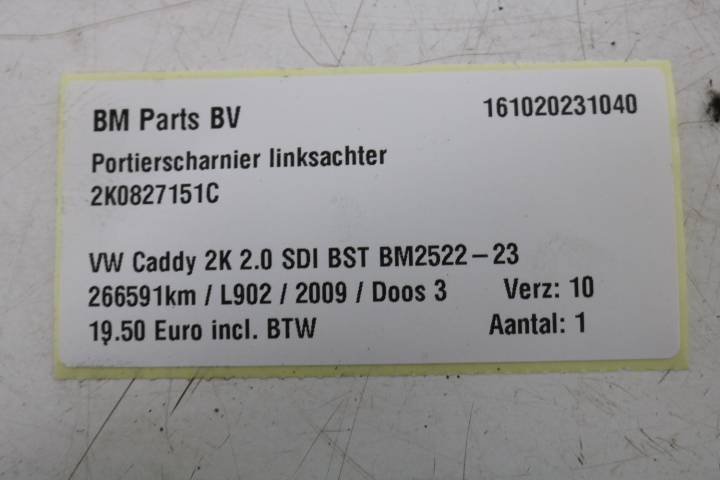 BM Parts BV 161020231040
Portierscharnier linksachter
2K0827151C
VW Caddy 2K 2.0 SDI BST BM2522-23
266591km / L902 / 2009 / Doos 3 Verz: 10
19.50 Euro incl. BTW Aantal: 1